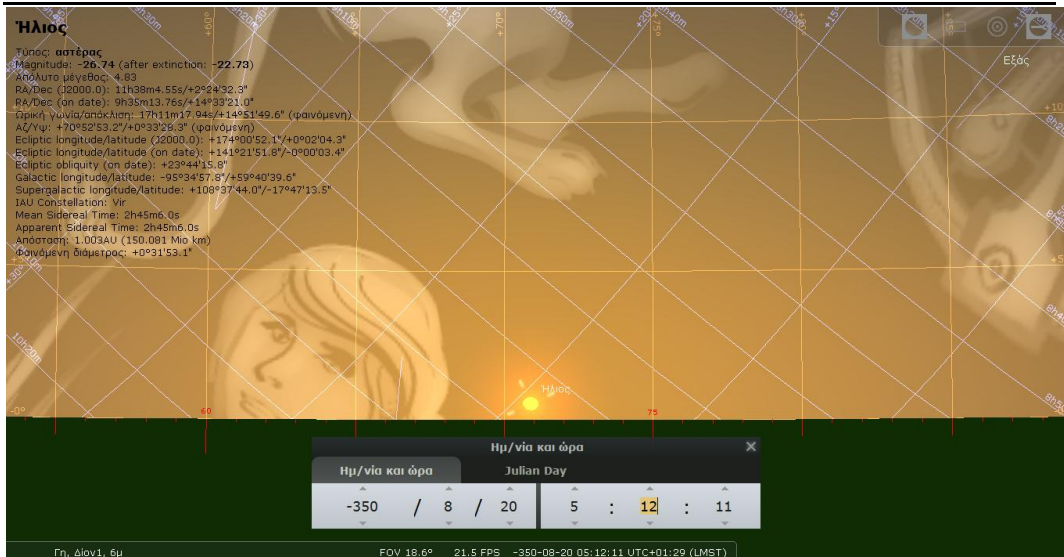 Ήλιος
Τύπος: αστέρας
Magnitude: -26.74 (after extinction: -22.73)
Απόλυτο μέγεθος: 4.83
RA/Dec (J2000.0): 11h38m4.55s/+2°24'32.3"
RA/Dec (on date): 9h35m13.76s/+14°33'21.0"
Ωρική γωνία/απόκλιση: 17h11m17.94s/+14°51'49.6" (φαινόμενη)
Αζ/Υψ: +70°52'53.2"/+0°33'28.3" (φαινόμενη)
Ecliptic longitude/latitude (J2000.0): +174°00'52.1"/+0°02'04.3"
Ecliptic longitude/latitude (on date): +141°21'51.8"/-0°00'03.4"
Ecliptic obliquity (on date): +23°44'15.8"
Galactic longitude/latitude: -95°34'57.8"/+59°40'39.6"
Supergalactic longitude/latitude: +108°37'44.0"/-17°47'13.5"
IAU Constellation: Vir
Mean Sidereal Time: 2h45m6.0s
Apparent Sidereal Time: 2h45m6.0s
Απόσταση: 1.003AU (150.081 Mio km)
Φαινόμενη διάμετρος: +0°31'53.1"
Εξάς
+70°
+75°
10h20m
Ήλιος
-0°
60
75
Ημ/νία και ώρα
Ημ/νία και ώρα Julian Day
-350 / 8 / 20 5 : 12 : 11
Γη, Δίον1, 6μ FOV 18.6° 21.5 FPS -350-08-20 05:12:11 UTC+01:29 (LMST)